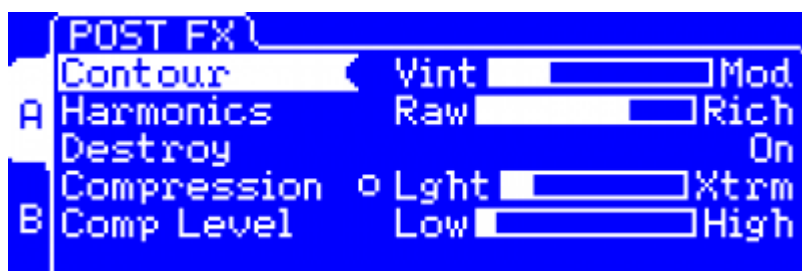 POST FX
Contour Vint Mod
A Harmonics Raw Rich
Destroy On
Compression Lght Xtrm
B Comp Level Low High